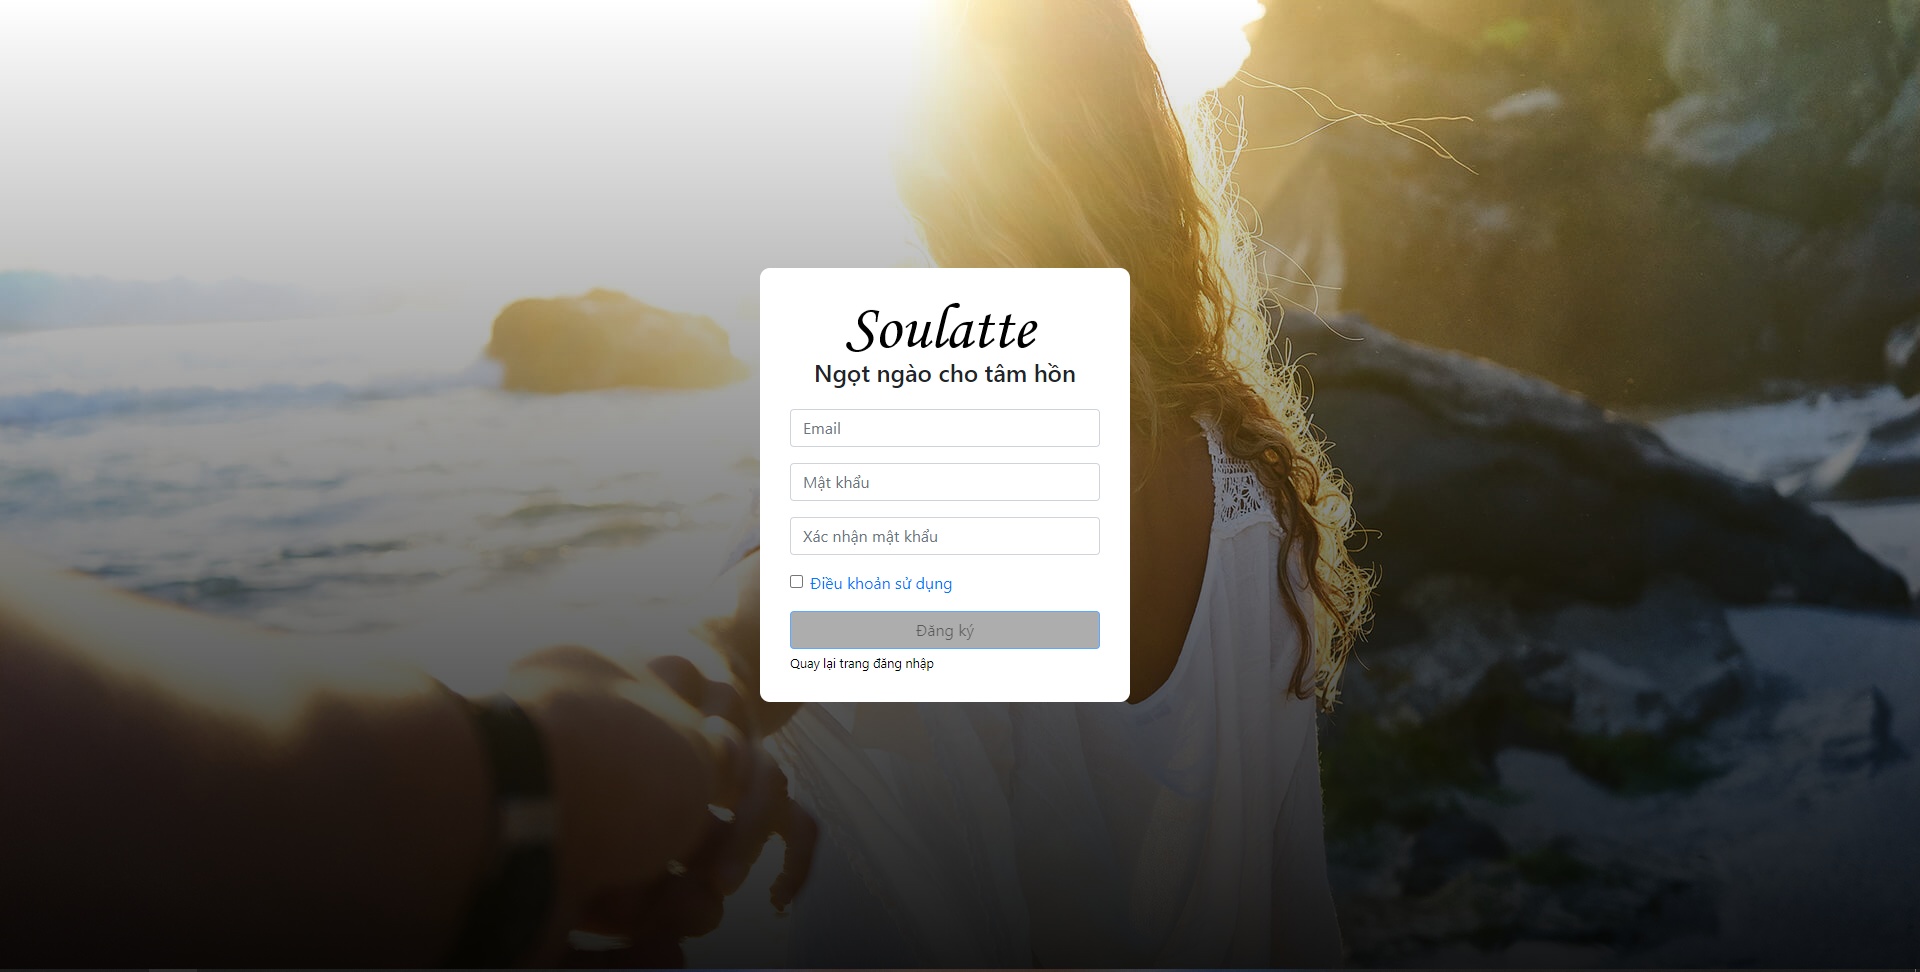 Soulatte
Ngọt ngào cho tâm hồn
Email
Mật khẩu
Xác nhận mật khẩu
Điều khoản sử dụng
Đăng ký
Quay lại trang đăng nhập